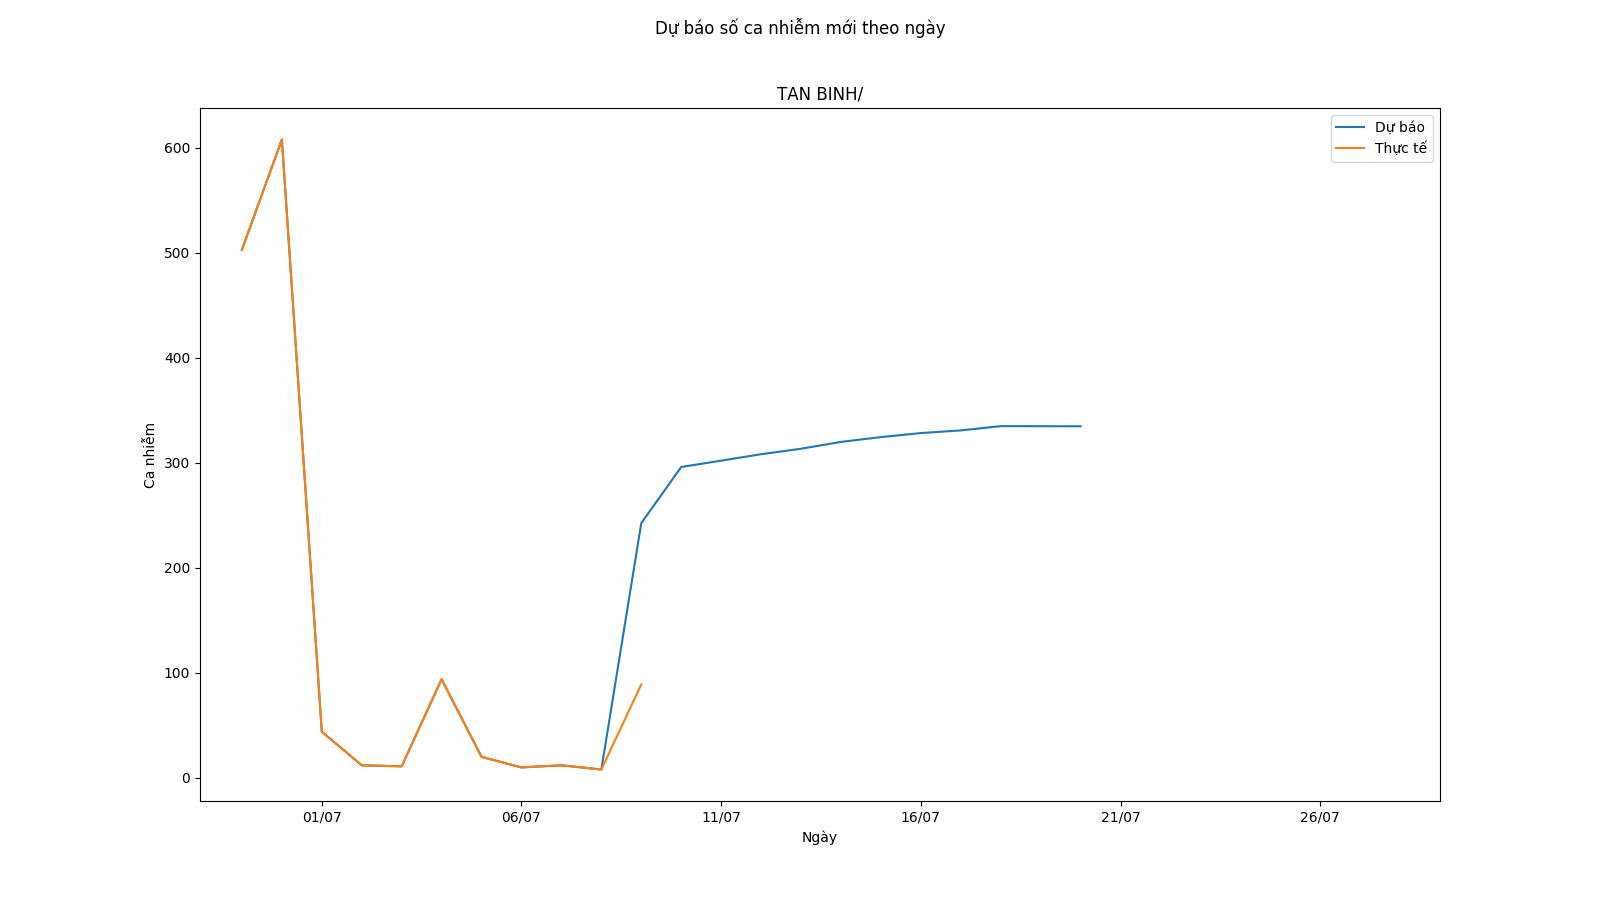 Dự báo số ca nhiễm mới theo ngày
TAN BINH/
Dự báo
Thực tế
600
500
400
300
200
100
0
Ca nhiễm
01/07 06/07 11/07 16/07 21/07 26/07
Ngày